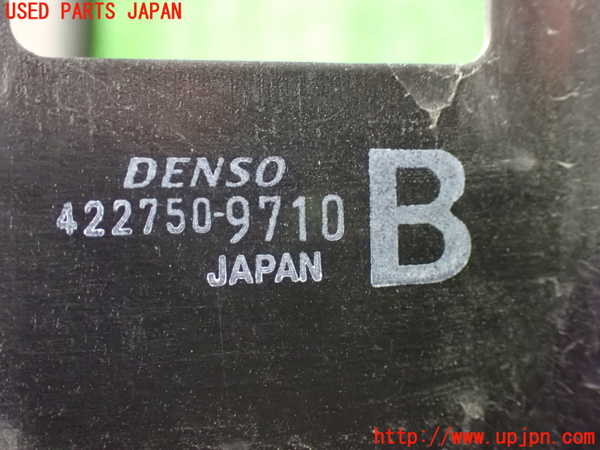 USED PARTS JAPAN
DENSO
422750-9710
JAPAN
B
http://www.upjpn.com